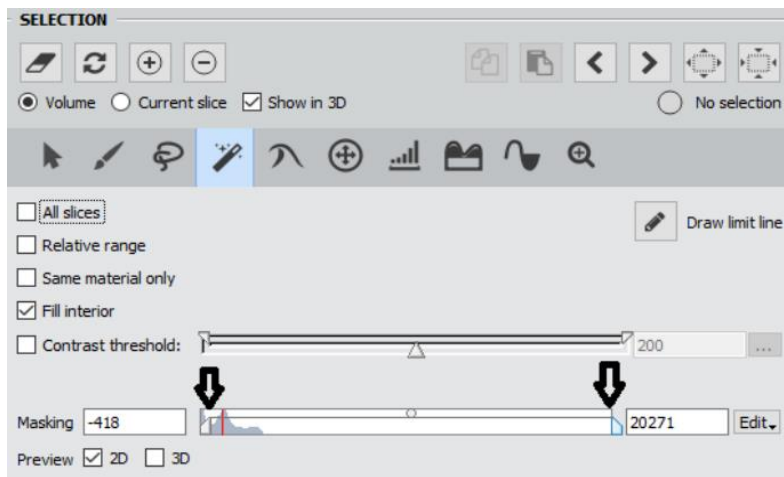 SELECTION
Volume Current slice Show in 3D No selection
All slices Draw limit line
Relative range
Same material only
Fill interior
Contrast threshold: 200 ...
Masking -418 20271 Edit
Preview 2D 3D